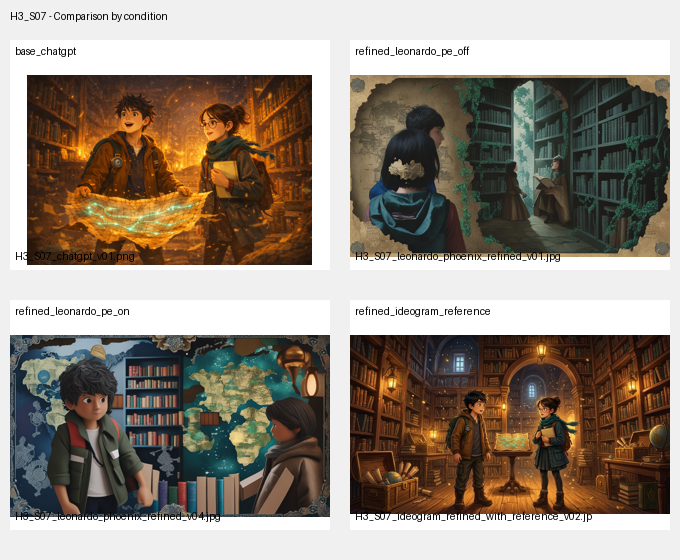 H3_S07 - Comparison by condition
base_chatgpt
refined_leonardo_pe_off
H3_S07_chatgpt_v01.png
H3_S07_leonardo_phoenix_refined_v01.jpg
refined_leonardo_pe_on
refined_ideogram_reference
H3_S07_leonardo_phoenix_refined_v04.jpg
H3_S07_ideogram_refined_with_reference_v02.jp